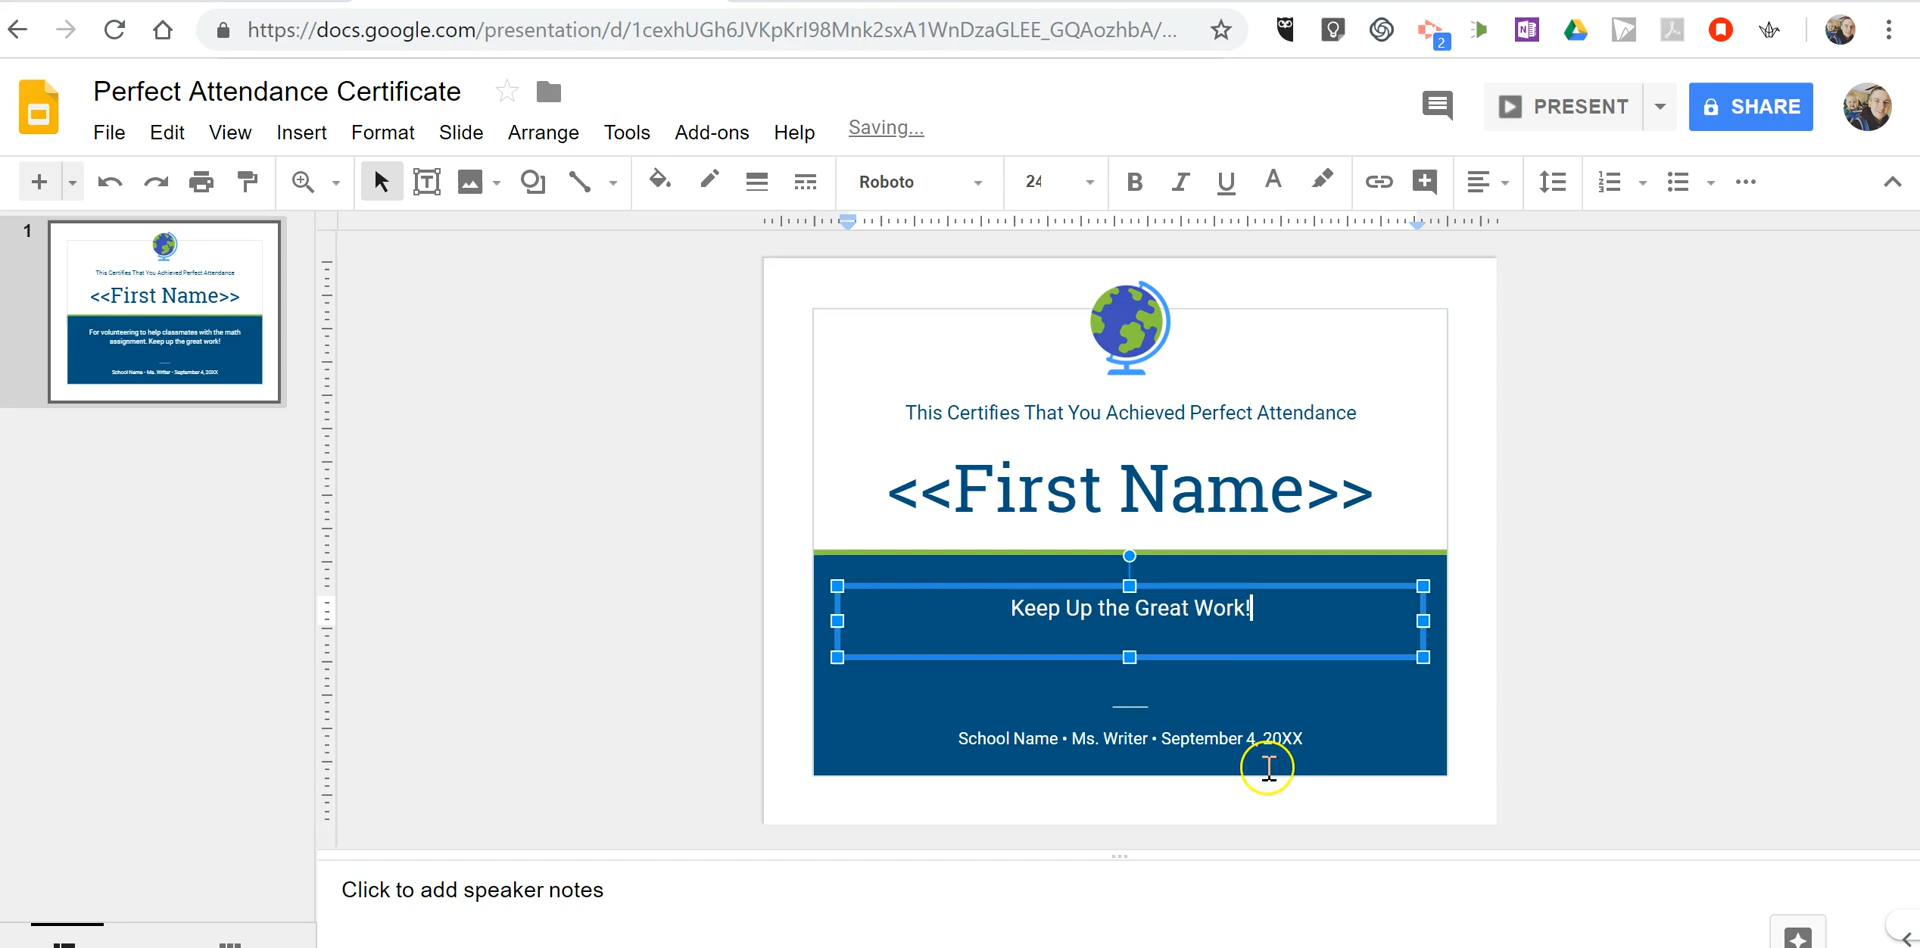 https://docs.google.com/presentation/d/1cexhUGh6JVKpKrI98Mnk2sxA1WnDzaGLEE_GQAozhbA/...
2
Perfect Attendance Certificate
File Edit View Insert Format Slide Arrange Tools Add-ons Help Saving...
PRESENT
SHARE
Roboto
24
B I U A
1
This Certifies That You Achieved Perfect Attendance
<<First Name>>
For volunteering to help classmates with the math
assignment. Keep up the great work!
School Name - Ms. Writer - September 4, 20XX
This Certifies That You Achieved Perfect Attendance
<<First Name>>
Keep Up the Great Work!
School Name • Ms. Writer • September 4, 20XX
Click to add speaker notes